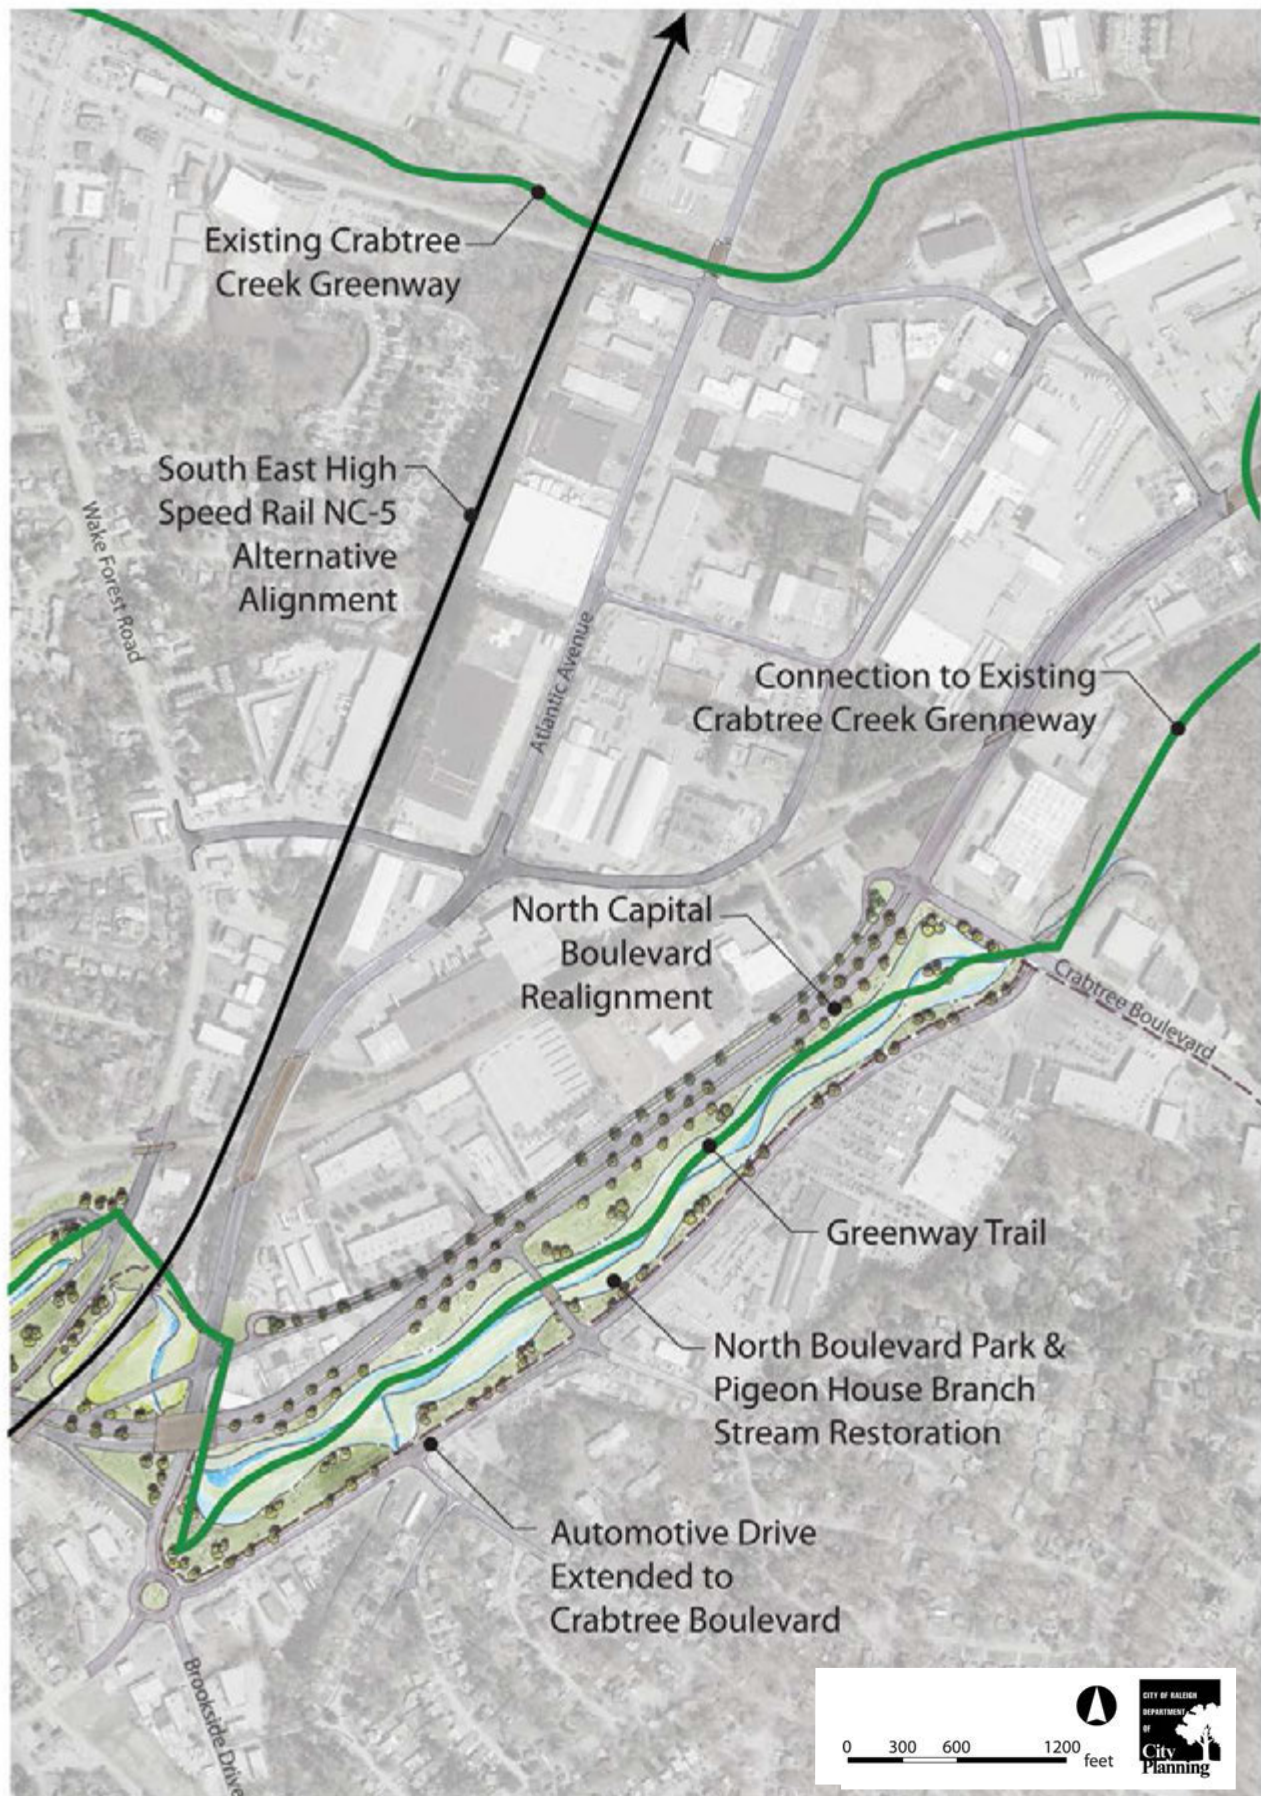 Existing Crabtree
Creek Greenway
South East High
Speed Rail NC-5
Alternative
Alignment
Wake Forest Road
Atlantic Avenue
Connection to Existing
Crabtree Creek Grenneway
North Capital
Boulevard
Realignment
Crabtree Boulevard
Greenway Trail
North Boulevard Park &
Pigeon House Branch
Stream Restoration
Automotive Drive
Extended to
Crabtree Boulevard
Brookside Drive
0 300 600 1200 feet
CITY OF RALEIGH
DEPARTMENT
OF
City
Planning